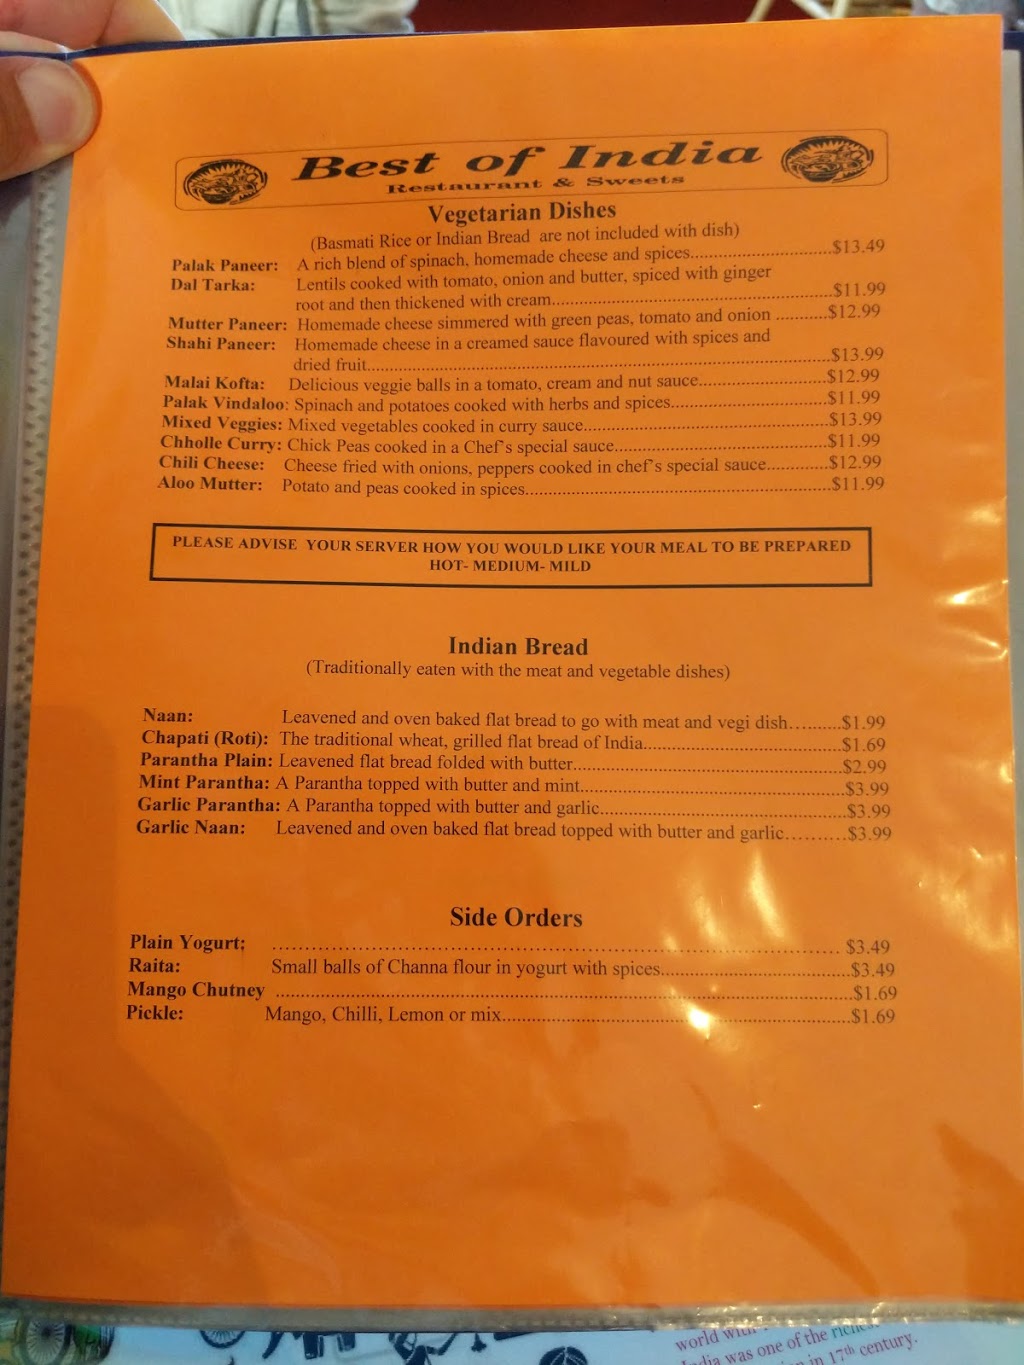 Best of India
Restaurant & Sweets
Vegetarian Dishes
(Basmati Rice or Indian Bread are not included with dish)
Palak Paneer: A rich blend of spinach, homemade cheese and spices..............................$13.49
Dal Tarka: Lentils cooked with tomato, onion and butter, spiced with ginger
root and then thickened with cream............................................................$11.99
Mutter Paneer: Homemade cheese simmered with green peas, tomato and onion ...........$12.99
Shahi Paneer: Homemade cheese in a creamed sauce flavoured with spices and
dried fruit....................................................................................................$13.99
Malai Kofta: Delicious veggie balls in a tomato, cream and nut sauce...........................$12.99
Palak Vindaloo: Spinach and potatoes cooked with herbs and spices.................................$11.99
Mixed Veggies: Mixed vegetables cooked in curry sauce....................................................$13.99
Chholle Curry: Chick Peas cooked in a Chef's special sauce.............................................$11.99
Chili Cheese: Cheese fried with onions, peppers cooked in chef's special sauce.............$12.99
Aloo Mutter: Potato and peas cooked in spices.................................................................$11.99
PLEASE ADVISE YOUR SERVER HOW YOU WOULD LIKE YOUR MEAL TO BE PREPARED
HOT- MEDIUM- MILD
Indian Bread
(Traditionally eaten with the meat and vegetable dishes)
Naan: Leavened and oven baked flat bread to go with meat and vegi dish…........$1.99
Chapati (Roti): The traditional wheat, grilled flat bread of India..........................................$1.69
Parantha Plain: Leavened flat bread folded with butter.........................................................$2.99
Mint Parantha: A Parantha topped with butter and mint........................................................$3.99
Garlic Parantha: A Parantha topped with butter and garlic....................................................$3.99
Garlic Naan: Leavened and oven baked flat bread topped with butter and garlic……….$3.99
Side Orders
Plain Yogurt: ………………………………………………………………… $3.49
Raita: Small balls of Channa flour in yogurt with spices........................................$3.49
Mango Chutney ..............................................................................................................$1.69
Pickle: Mango, Chilli, Lemon or mix.....................................................................$1.69
world
India was one of the
in 17th century.